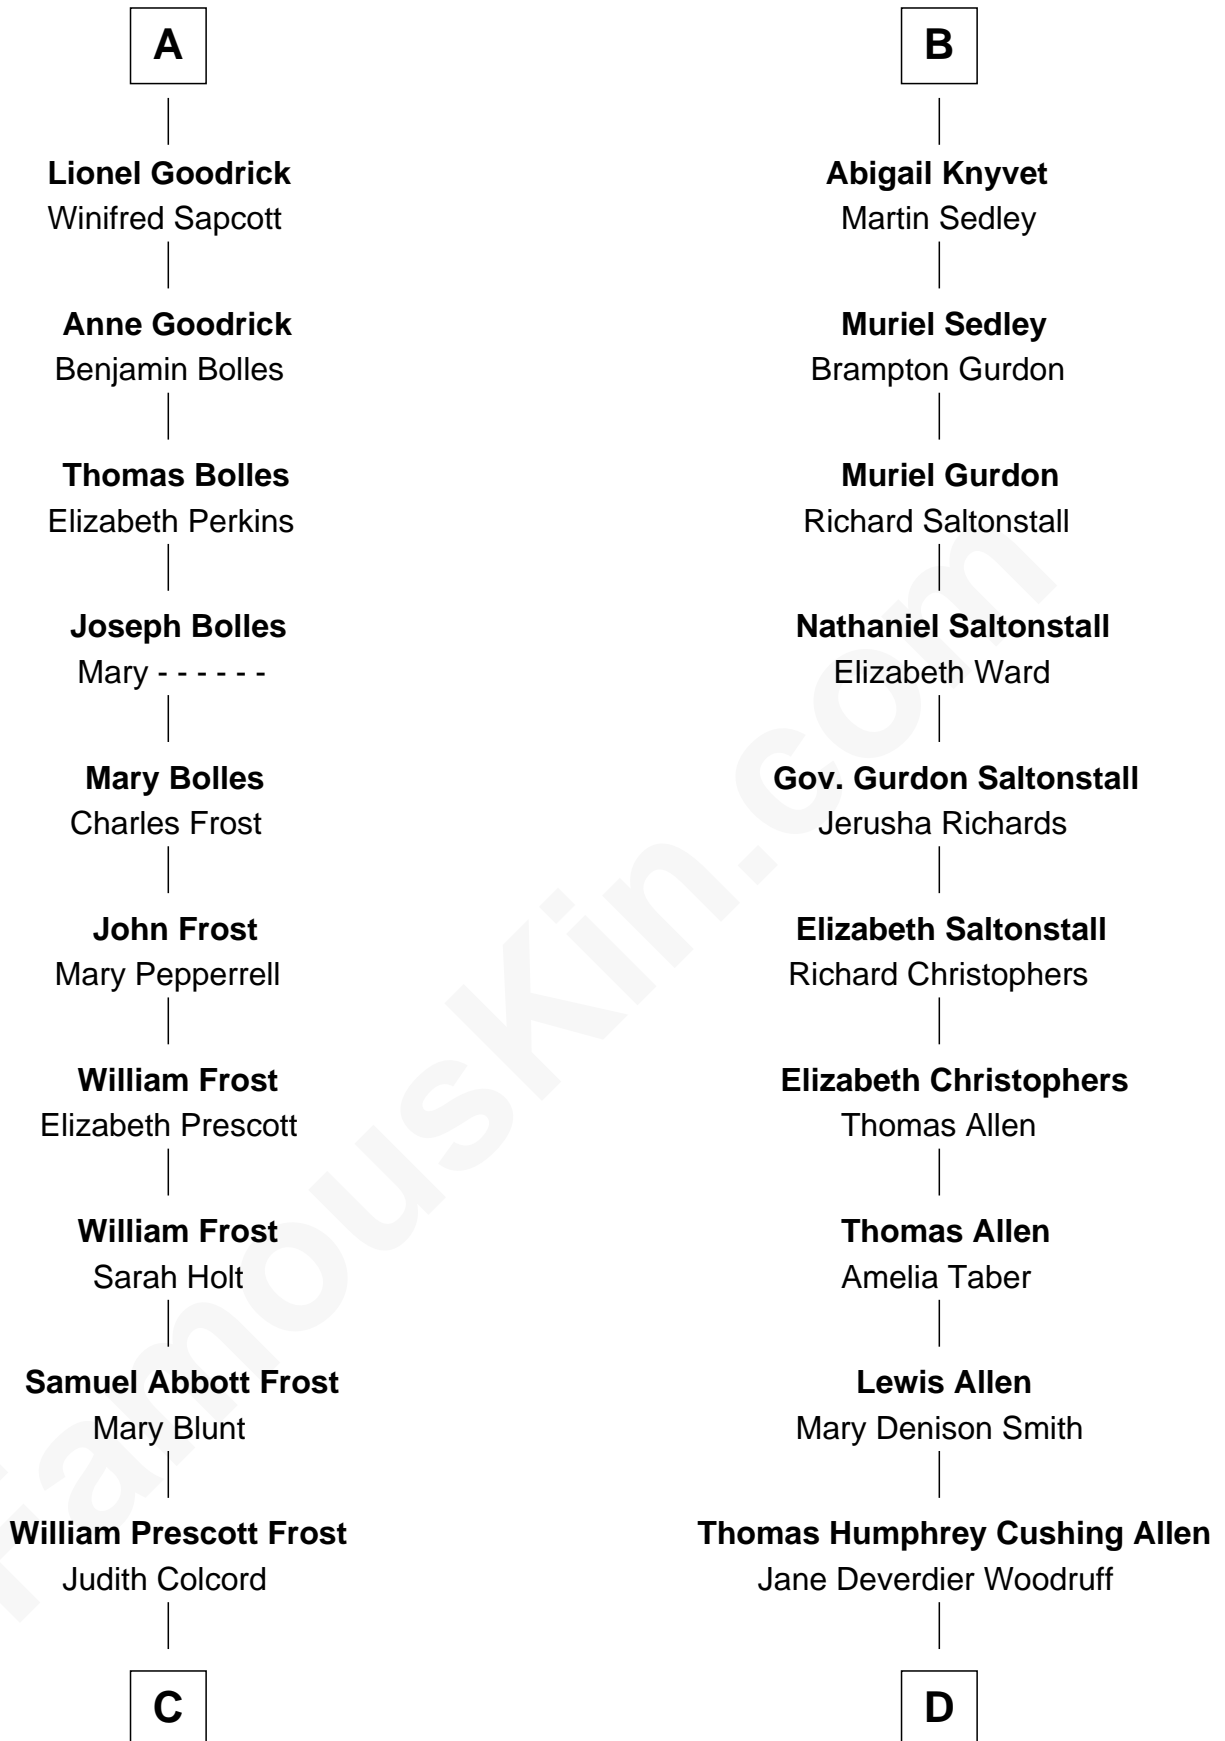 A
Lionel Goodrick
Winifred Sapcott
Anne Goodrick
Benjamin Bolles
Thomas Bolles
Elizabeth Perkins
Joseph Bolles
Mary - - - - - -
Mary Bolles
Charles Frost
John Frost
Mary Pepperrell
William Frost
Elizabeth Prescott
William Frost
Sarah Holt
Samuel Abbott Frost
Mary Blunt
William Prescott Frost
Judith Colcord
C
B
Abigail Knyvet
Martin Sedley
Muriel Sedley
Brampton Gurdon
Muriel Gurdon
Richard Saltonstall
Nathaniel Saltonstall
Elizabeth Ward
Gov. Gurdon Saltonstall
Jerusha Richards
Elizabeth Saltonstall
Richard Christophers
Elizabeth Christophers
Thomas Allen
Thomas Allen
Amelia Taber
Lewis Allen
Mary Denison Smith
Thomas Humphrey Cushing Allen
Jane Deverdier Woodruff
D
FamousKin.com